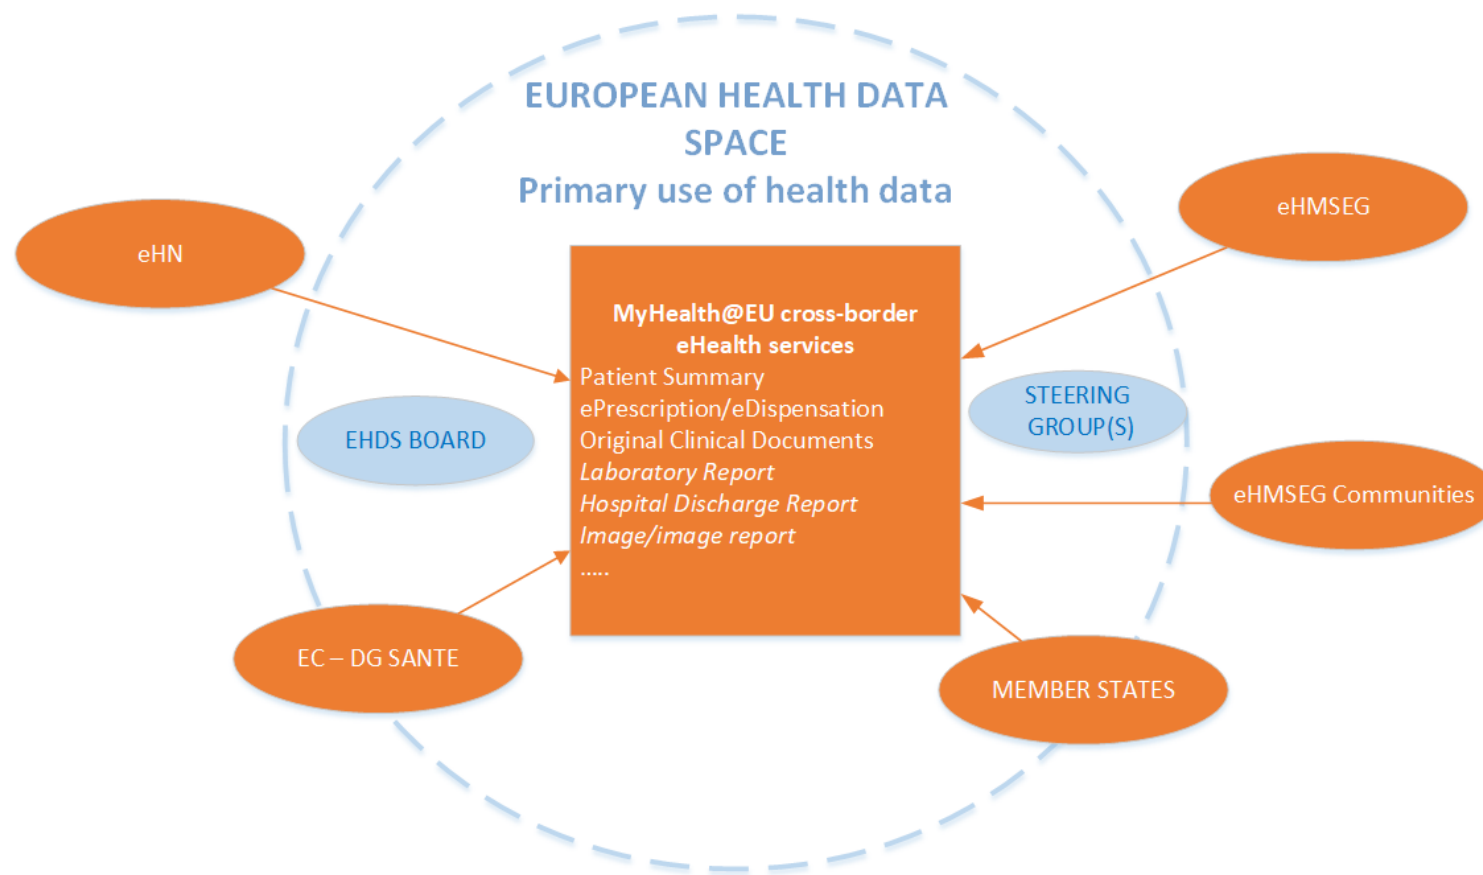 EUROPEAN HEALTH DATA
SPACE
Primary use of health data
eHN
eHMSEG
MyHealth@EU cross-border
eHealth services
Patient Summary
ePrescription/eDispensation
Original Clinical Documents
Laboratory Report
Hospital Discharge Report
Image/image report
.....
EHDS BOARD
STEERING
GROUP(S)
eHMSEG Communities
EC – DG SANTE
MEMBER STATES